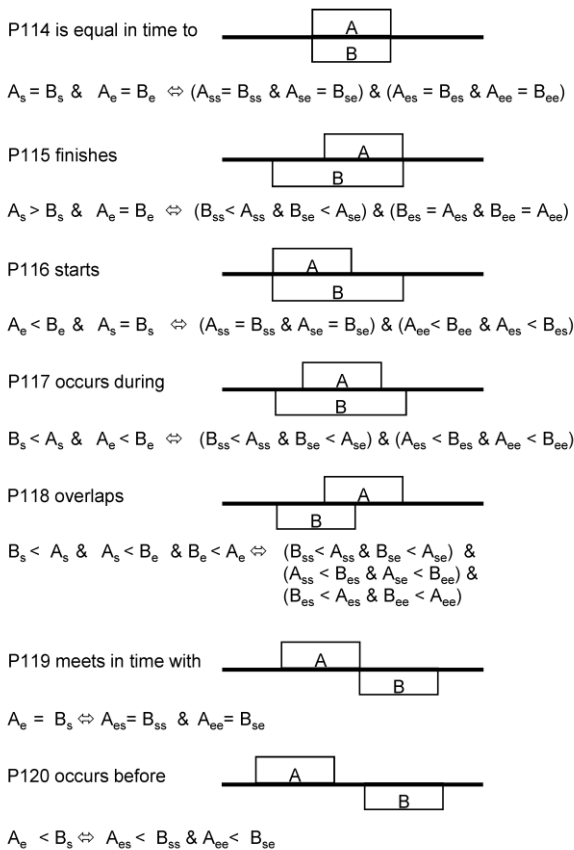 P114 is equal in time to
A
B
Aₛ = Bₛ & Aₑ = Bₑ ⇔ (Aₛₛ = Bₛₛ & Aₛₑ = Bₛₑ) & (Aₑₛ = Bₑₛ & Aₑₑ = Bₑₑ)
P115 finishes
A
B
Aₛ > Bₛ & Aₑ = Bₑ ⇔ (Bₛₛ < Aₛₛ & Bₛₑ < Aₛₑ) & (Bₑₛ = Aₑₛ & Bₑₑ = Aₑₑ)
P116 starts
A
B
Aₑ < Bₑ & Aₛ = Bₛ ⇔ (Aₛₛ = Bₛₛ & Aₛₑ = Bₛₑ) & (Aₑₑ < Bₑₑ & Aₑₛ < Bₑₛ)
P117 occurs during
A
B
Bₛ < Aₛ & Aₑ < Bₑ ⇔ (Bₛₛ < Aₛₛ & Bₛₑ < Aₛₑ) & (Aₑₛ < Bₑₛ & Aₑₑ < Bₑₑ)
P118 overlaps
A
B
Bₛ < Aₛ & Aₛ < Bₑ & Bₑ < Aₑ ⇔ (Bₛₛ < Aₛₛ & Bₛₑ < Aₛₑ) &
(Aₛₛ < Bₑₛ & Aₛₑ < Bₑₑ) &
(Bₑₛ < Aₑₛ & Bₑₑ < Aₑₑ)
P119 meets in time with
A
B
Aₑ = Bₛ ⇔ Aₑₛ = Bₛₛ & Aₑₑ = Bₛₑ
P120 occurs before
A
B
Aₑ < Bₛ ⇔ Aₑₛ < Bₛₛ & Aₑₑ < Bₛₑ